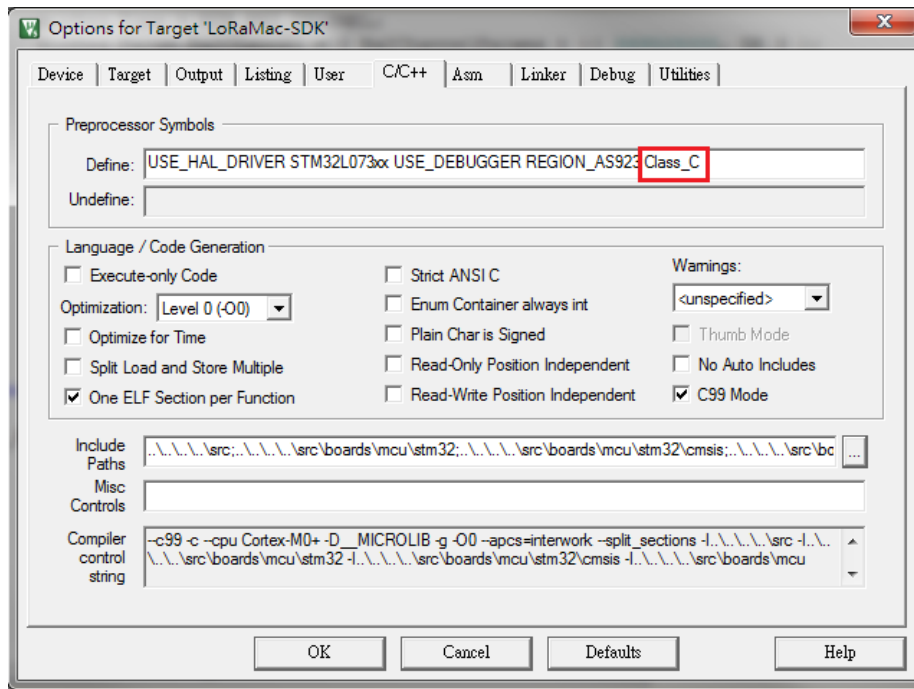 Options for Target 'LoRaMac-SDK'
Device Target Output Listing User C/C++ Asm Linker Debug Utilities
Preprocessor Symbols
Define: USE_HAL_DRIVER STM32L073xx USE_DEBUGGER REGION_AS923 Class_C
Undefine:
Language / Code Generation
Execute-only Code Strict ANSI C Warnings:
Optimization: Level 0 (-O0) Enum Container always int <unspecified>
Optimize for Time Plain Char is Signed Thumb Mode
Split Load and Store Multiple Read-Only Position Independent No Auto Includes
One ELF Section per Function Read-Write Position Independent C99 Mode
Include Paths ..\..\..\..\src;..\..\..\..\src\boards\mcu\stm32;..\..\..\..\src\boards\mcu\stm32\cmsis;..\..\..\..\src\bc ...
Misc Controls
Compiler control string --c99 -c --cpu Cortex-M0+ -D__MICROLIB -g -O0 --apcs=interwork --split_sections -I..\..\..\..\src -I..\..
\..\..\src\boards\mcu\stm32 -I..\..\..\..\src\boards\mcu\stm32\cmsis -I..\..\..\..\src\boards\mcu
OK Cancel Defaults Help